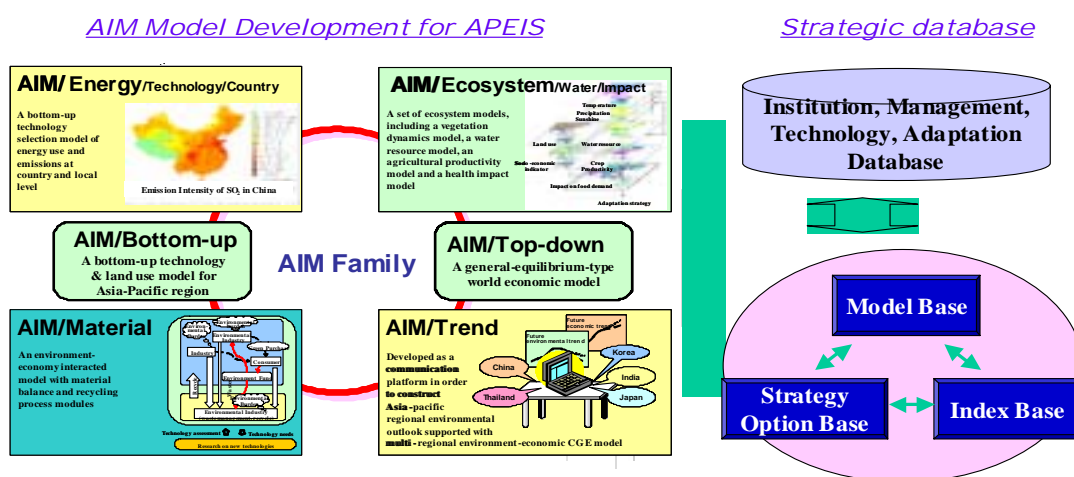 AIM Model Development for APEIS
Strategic database
AIM/Energy/Technology/Country
A bottom-up
technology
selection model of
energy use and
emissions at
country and local
level
Emission Intensity of SO2 in China
AIM/Ecosystem/Water/Impact
A set of ecosystem models,
including a vegetation
dynamics model, a water
resource model, an
agricultural productivity
model and a health impact
model
Temperature
Precipitation
Sunshine
Land use
Water resource
Socio-economic
indicator
Crop
Productivity
Impact on food demand
Adaptation strategy
AIM/Bottom-up
A bottom-up technology
& land use model for
Asia-Pacific region
AIM Family
AIM/Top-down
A general-equilibrium-type
world economic model
AIM/Material
An environment-
economy interacted
model with material
balance and recycling
process modules
Environ-
mental
Industry
Environmental
Industry
Consumer
Environment Fund
Environmental Industry
Technology assessment
Technology needs
Research on new technologies
AIM/Trend
Developed as a
communication
platform in order
to construct
Asia-pacific
regional environmental
outlook supported with
multi-regional environment-economic CGE model
Future
economic trend
Future
environmental trend
China
Korea
India
Thailand
Japan
Institution, Management,
Technology, Adaptation
Database
Model Base
Strategy
Option Base
Index Base